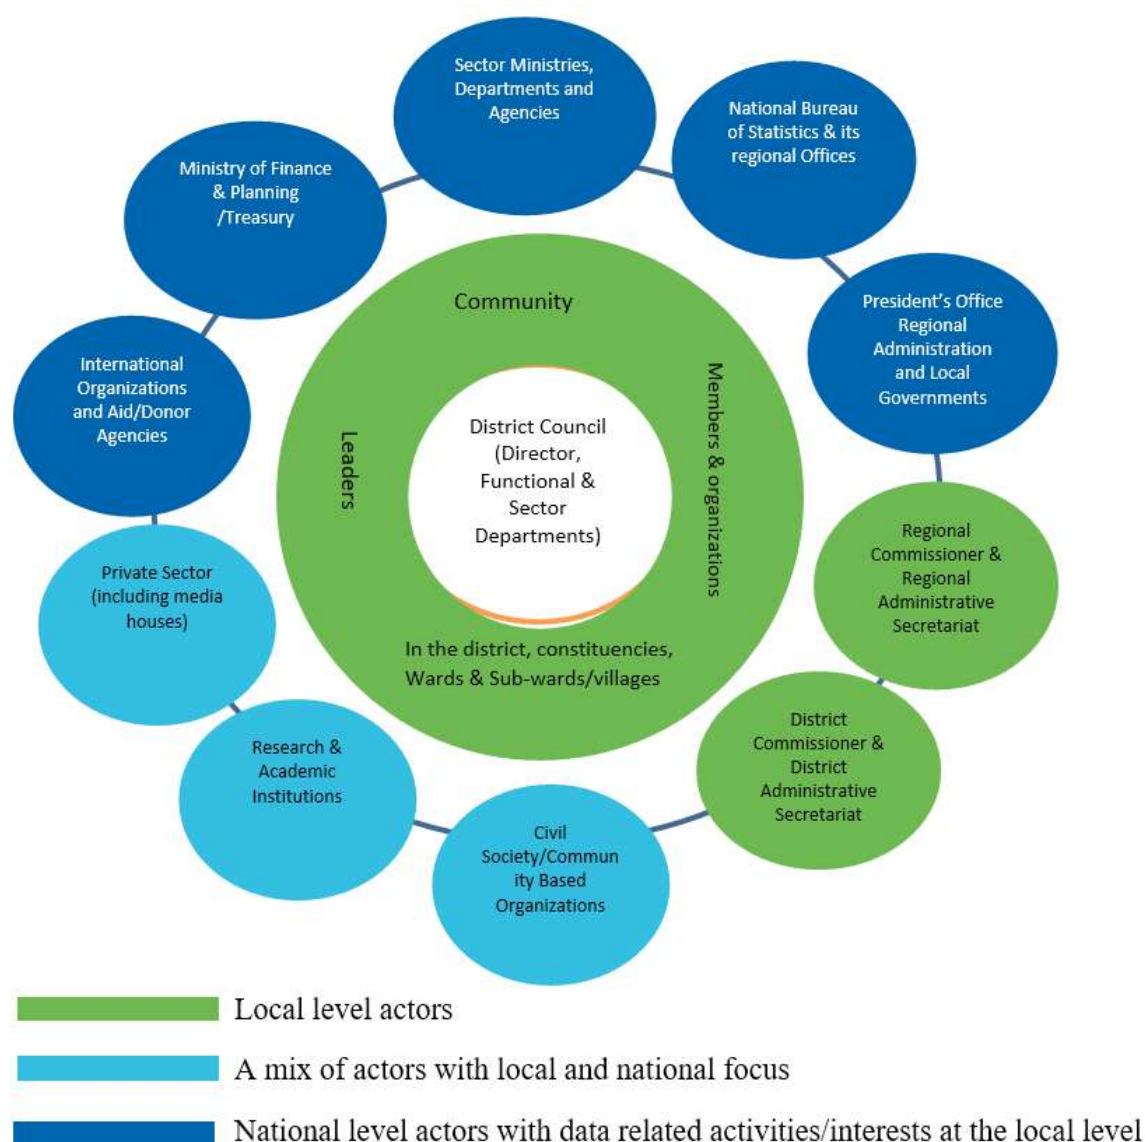 Sector Ministries,
Departments and
Agencies
National Bureau
of Statistics & its
regional Offices
Ministry of Finance
& Planning
/Treasury
President's Office
Regional
Administration
and Local
Governments
International
Organizations
and Aid/Donor
Agencies
Community
Leaders
Members & organizations
District Council
(Director,
Functional &
Sector
Departments)
In the district, constituencies,
Wards & Sub-wards/villages
Regional
Commissioner &
Regional
Administrative
Secretariat
Private Sector
(including media
houses)
District
Commissioner &
District
Administrative
Secretariat
Research &
Academic
Institutions
Civil
Society/Commun
ity Based
Organizations
Local level actors
A mix of actors with local and national focus
National level actors with data related activities/interests at the local level